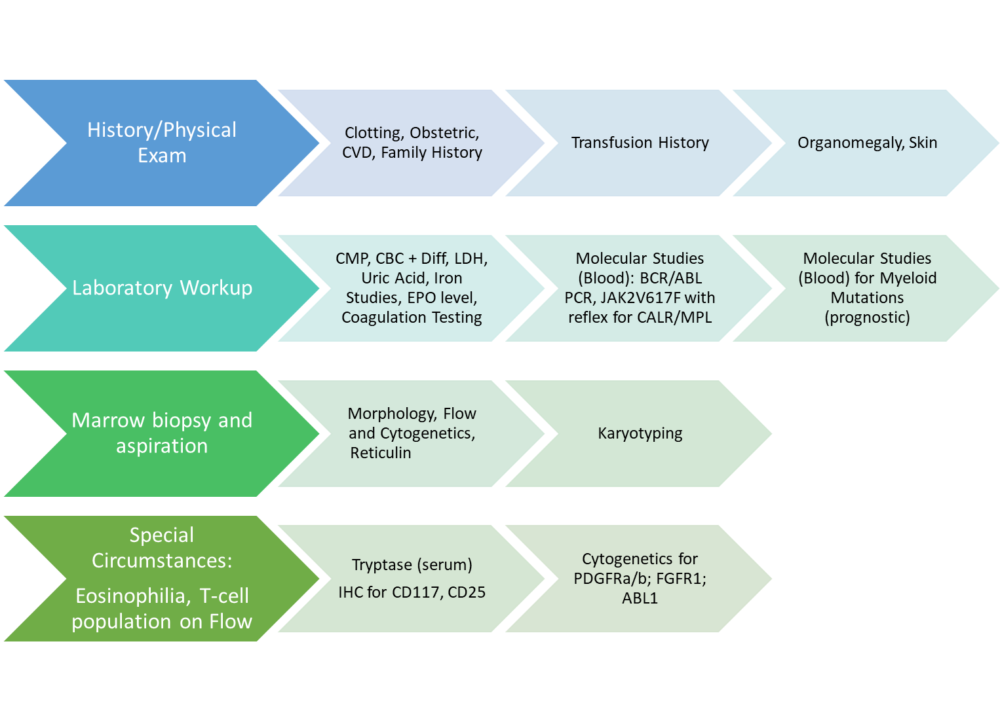 History/Physical
Exam
Clotting, Obstetric,
CVD, Family History
Transfusion History
Organomegaly, Skin
Laboratory Workup
CMP, CBC + Diff, LDH,
Uric Acid, Iron
Studies, EPO level,
Coagulation Testing
Molecular Studies
(Blood): BCR/ABL
PCR, JAK2V617F with
reflex for CALR/MPL
Molecular Studies
(Blood) for Myeloid
Mutations
(prognostic)
Marrow biopsy and
aspiration
Morphology, Flow
and Cytogenetics,
Reticulin
Karyotyping
Special
Circumstances:
Eosinophilia, T-cell
population on Flow
Tryptase (serum)
IHC for CD117, CD25
Cytogenetics for
PDGFRa/b; FGFR1;
ABL1